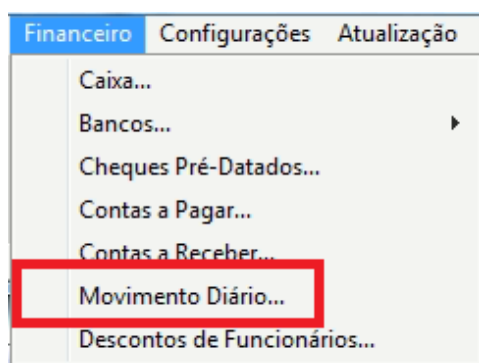 Financeiro Configurações Atualização
Caixa...
Bancos...
Cheques Pré-Datados...
Contas a Pagar...
Contas a Receber...
Movimento Diário...
Descontos de Funcionários...